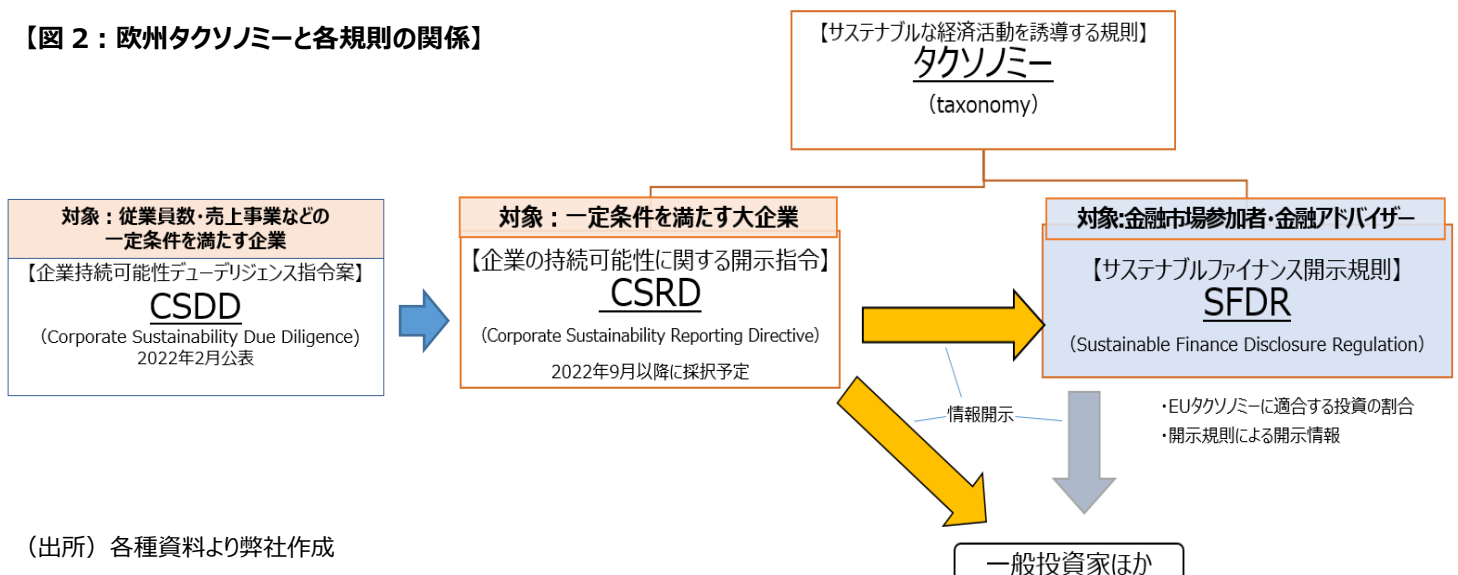 【図 2：欧州タクソノミーと各規則の関係】
【サステナブルな経済活動を誘導する規則】
タクソノミー
（taxonomy）
対象：従業員数・売上事業などの
一定条件を満たす企業
【企業持続可能性デューデリジェンス指令案】
CSDD
（Corporate Sustainability Due Diligence)
2022年2月公表
対象：一定条件を満たす大企業
【企業の持続可能性に関する開示指令】
CSRD
（Corporate Sustainability Reporting Directive）
2022年9月以降に採択予定
対象:金融市場参加者・金融アドバイザー
【サステナブルファイナンス開示規則】
SFDR
（Sustainable Finance Disclosure Regulation）
情報開示
・EUタクソノミーに適合する投資の割合
・開示規則による開示情報
一般投資家ほか
（出所）各種資料より弊社作成